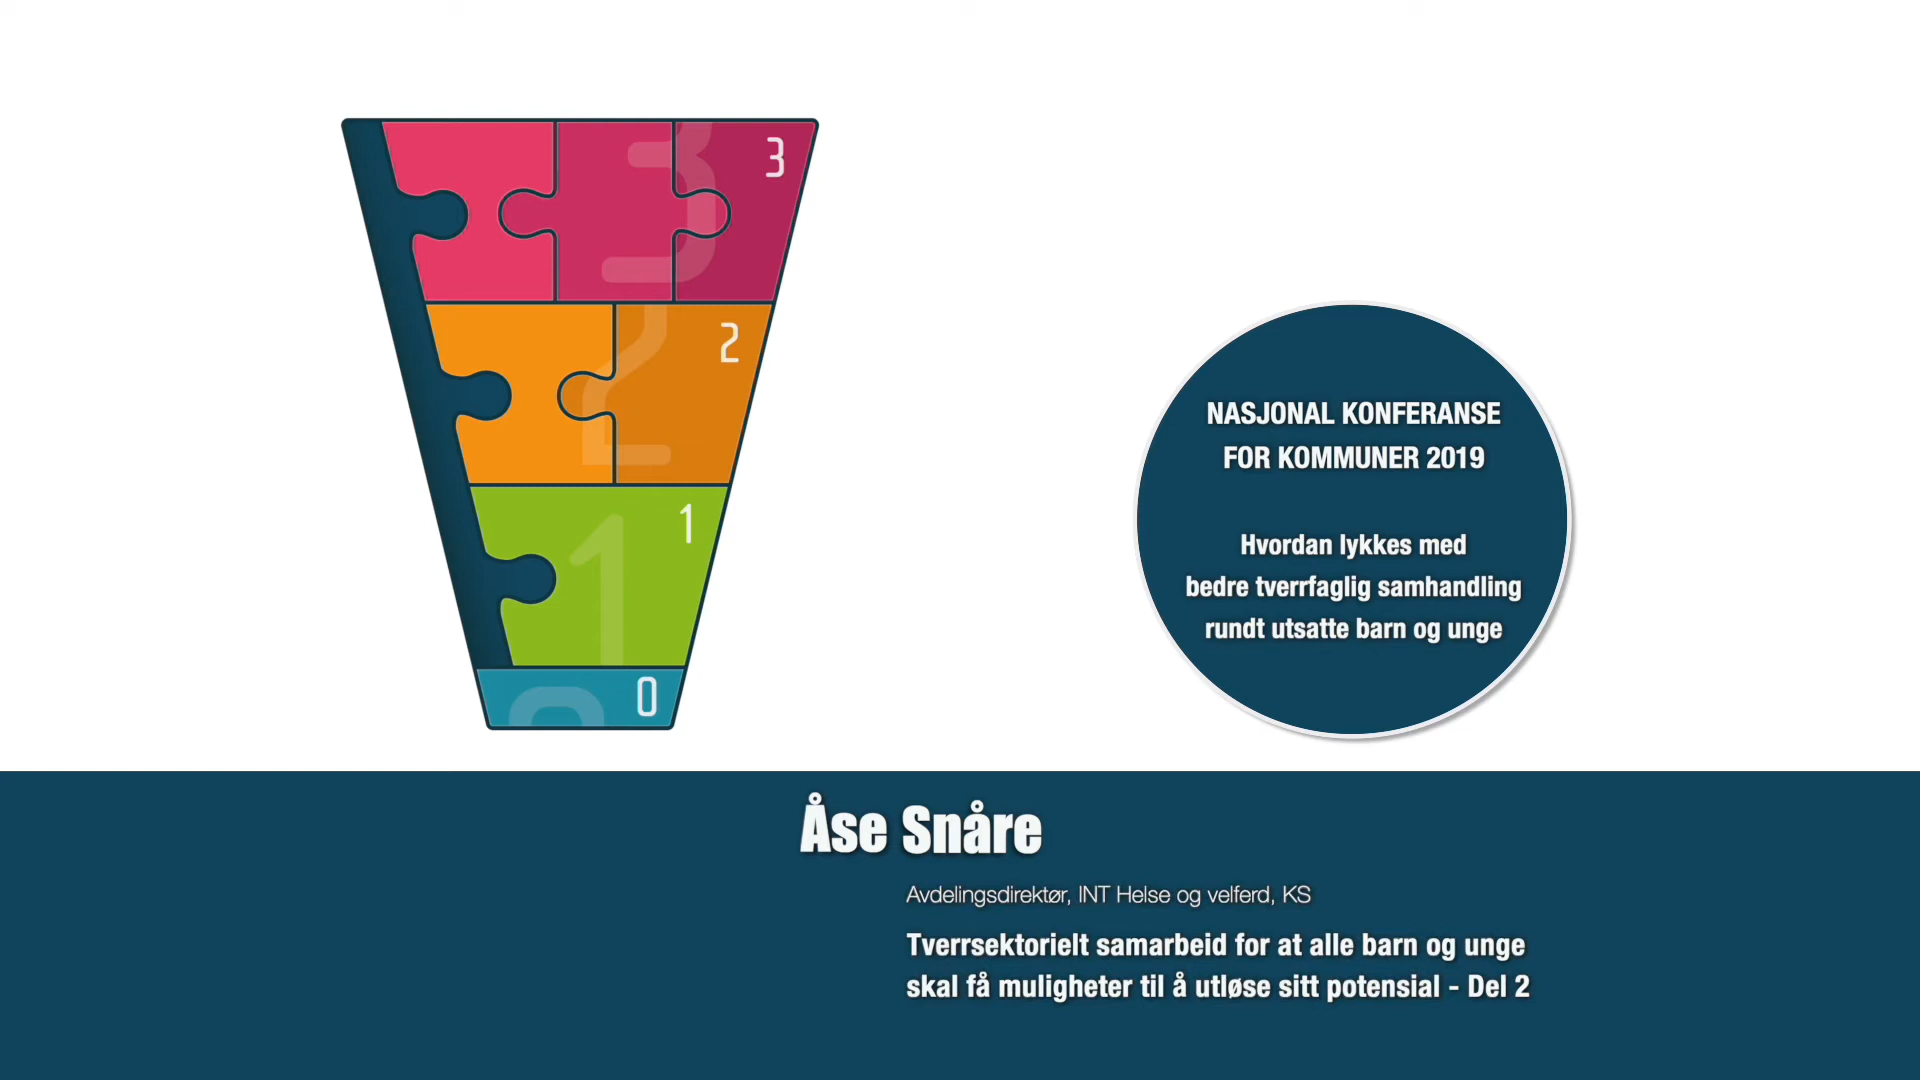 3
2
1
0
NASJONAL KONFERANSE
FOR KOMMUNER 2019
Hvordan lykkes med
bedre tverrfaglig samhandling
rundt utsatte barn og unge
Åse Snåre
Avdelingsdirektør, INT Helse og velferd, KS
Tverrsektorielt samarbeid for at alle barn og unge
skal få muligheter til å utløse sitt potensial - Del 2